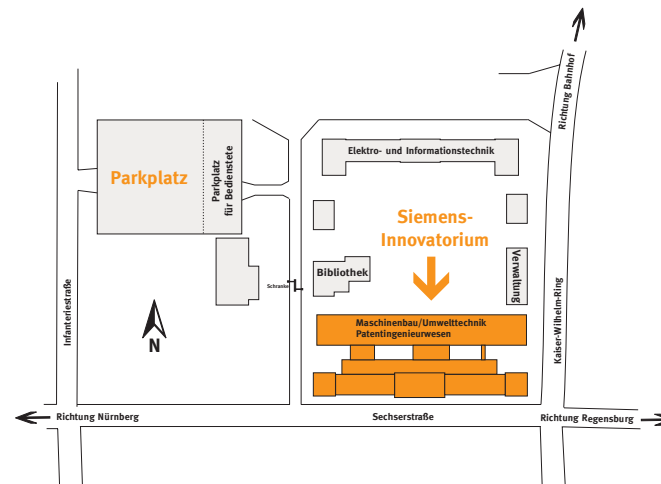 Richtung Bahnhof
Elektro- und Informationstechnik
Parkplatz
Parkplatz
für Bedienstete
Siemens-
Innovatorium
Bibliothek
Verwaltung
Schranke
Maschinenbau/Umwelttechnik
Patentingenieurwesen
Infanteriestraße
N
Kaiser-Wilhelm-Ring
Richtung Nürnberg
Sechserstraße
Richtung Regensburg